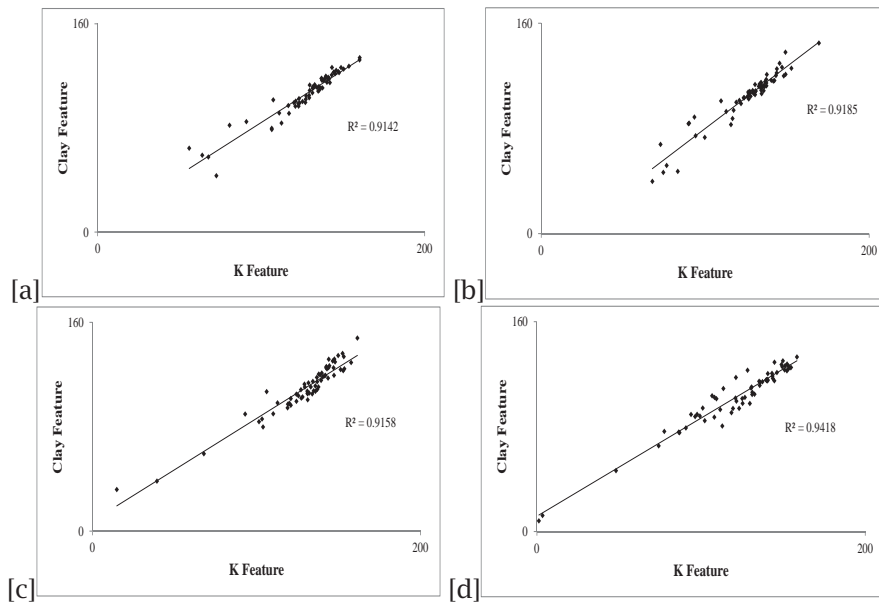 160
Clay Feature
R² = 0.9142
0
0
200
K Feature
[a]
160
Clay Feature
R² = 0.9185
0
0
200
K Feature
[b]
160
Clay Feature
R² = 0.9158
0
0
200
K Feature
[c]
160
Clay Feature
R² = 0.9418
0
0
200
K Feature
[d]